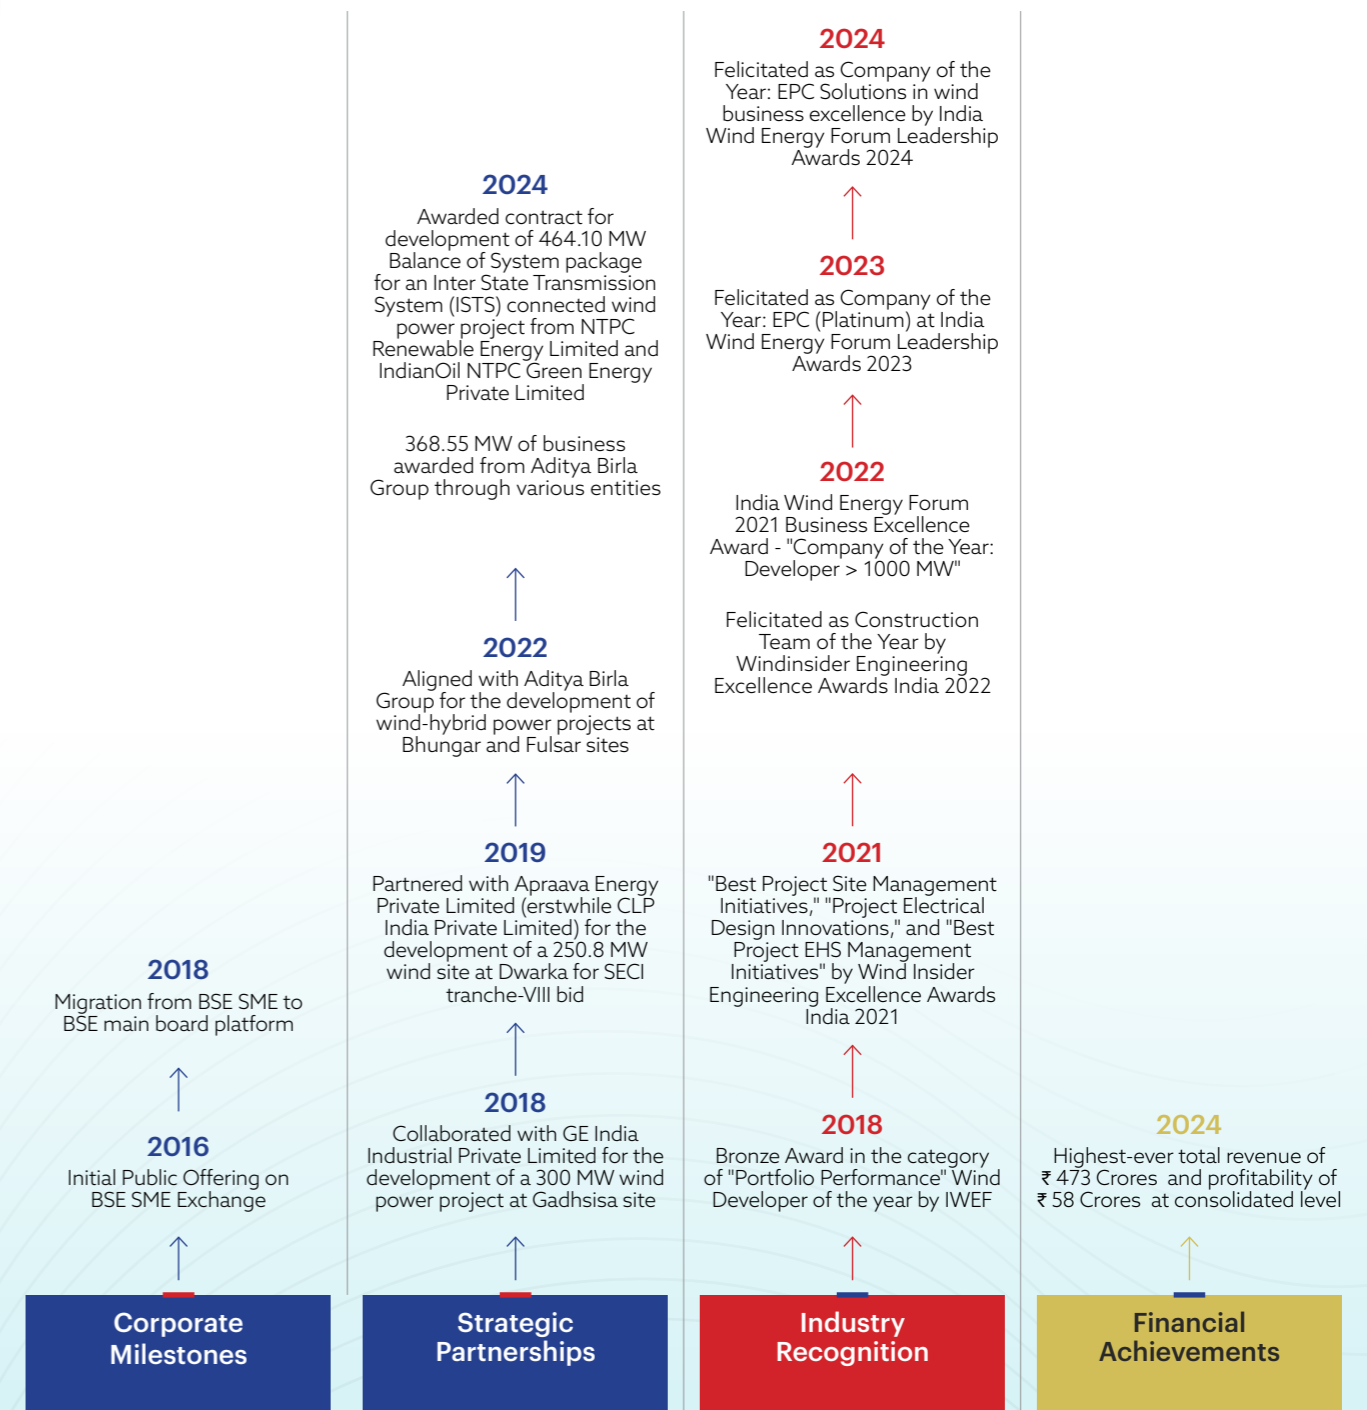 2018
Migration from BSE SME to
BSE main board platform
2016
Initial Public Offering on
BSE SME Exchange
Corporate
Milestones
2024
Awarded contract for
development of 464.10 MW
Balance of System package
for an Inter State Transmission
System (ISTS) connected wind
power project from NTPC
Renewable Energy Limited and
IndianOil NTPC Green Energy
Private Limited
368.55 MW of business
awarded from Aditya Birla
Group through various entities
2022
Aligned with Aditya Birla
Group for the development of
wind-hybrid power projects at
Bhungar and Fulsar sites
2019
Partnered with Apraava Energy
Private Limited (erstwhile CLP
India Private Limited) for the
development of a 250.8 MW
wind site at Dwarka for SECI
tranche-VIII bid
2018
Collaborated with GE India
Industrial Private Limited for the
development of a 300 MW wind
power project at Gadhsisa site
Strategic
Partnerships
2024
Felicitated as Company of the
Year: EPC Solutions in wind
business excellence by India
Wind Energy Forum Leadership
Awards 2024
2023
Felicitated as Company of the
Year: EPC (Platinum) at India
Wind Energy Forum Leadership
Awards 2023
2022
India Wind Energy Forum
2021 Business Excellence
Award - "Company of the Year:
Developer > 1000 MW"
Felicitated as Construction
Team of the Year by
Windinsider Engineering
Excellence Awards India 2022
2021
"Best Project Site Management
Initiatives," "Project Electrical
Design Innovations," and "Best
Project EHS Management
Initiatives" by Wind Insider
Engineering Excellence Awards
India 2021
2018
Bronze Award in the category
of "Portfolio Performance" Wind
Developer of the year by IWEF
Industry
Recognition
2024
Highest-ever total revenue of
₹ 473 Crores and profitability of
₹ 58 Crores at consolidated level
Financial
Achievements